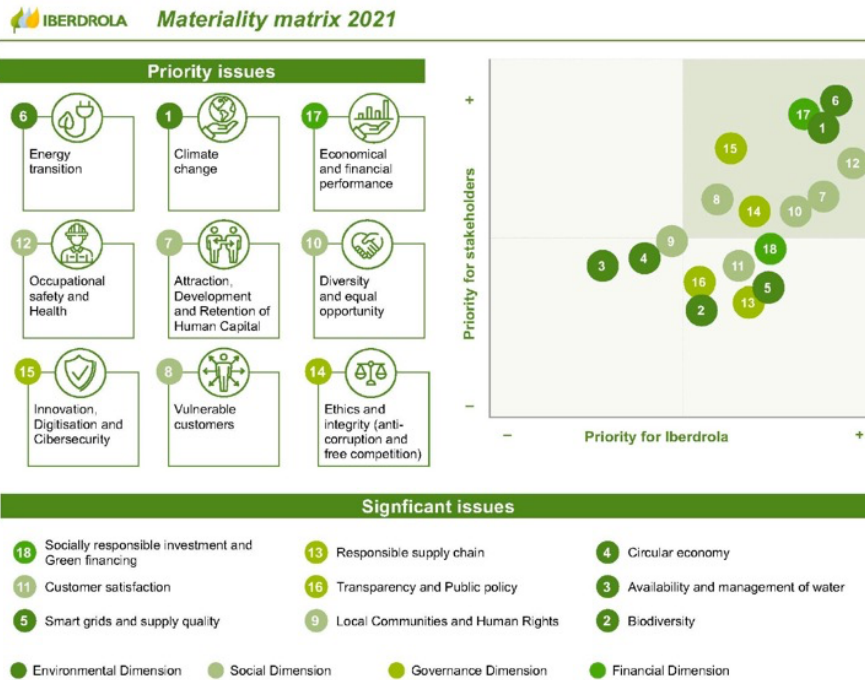 IBERDROLA Materiality matrix 2021
Priority issues
6
Energy
transition
1
Climate
change
17
Economical
and financial
performance
12
Occupational
safety and
Health
7
Attraction,
Development
and Retention of
Human Capital
10
Diversity
and equal
opportunity
15
Innovation,
Digitisation and
Cibersecurity
8
Vulnerable
customers
14
Ethics and
integrity (anti-
corruption and
free competition)
+
Priority for stakeholders
−
6
17
1
15
12
8
7
14
10
9
18
4
3
11
16
5
13
2
−
Priority for Iberdrola
+
Signficant issues
18 Socially responsible investment and
Green financing
13 Responsible supply chain
4 Circular economy
11 Customer satisfaction
16 Transparency and Public policy
3 Availability and management of water
5 Smart grids and supply quality
9 Local Communities and Human Rights
2 Biodiversity
Environmental Dimension
Social Dimension
Governance Dimension
Financial Dimension